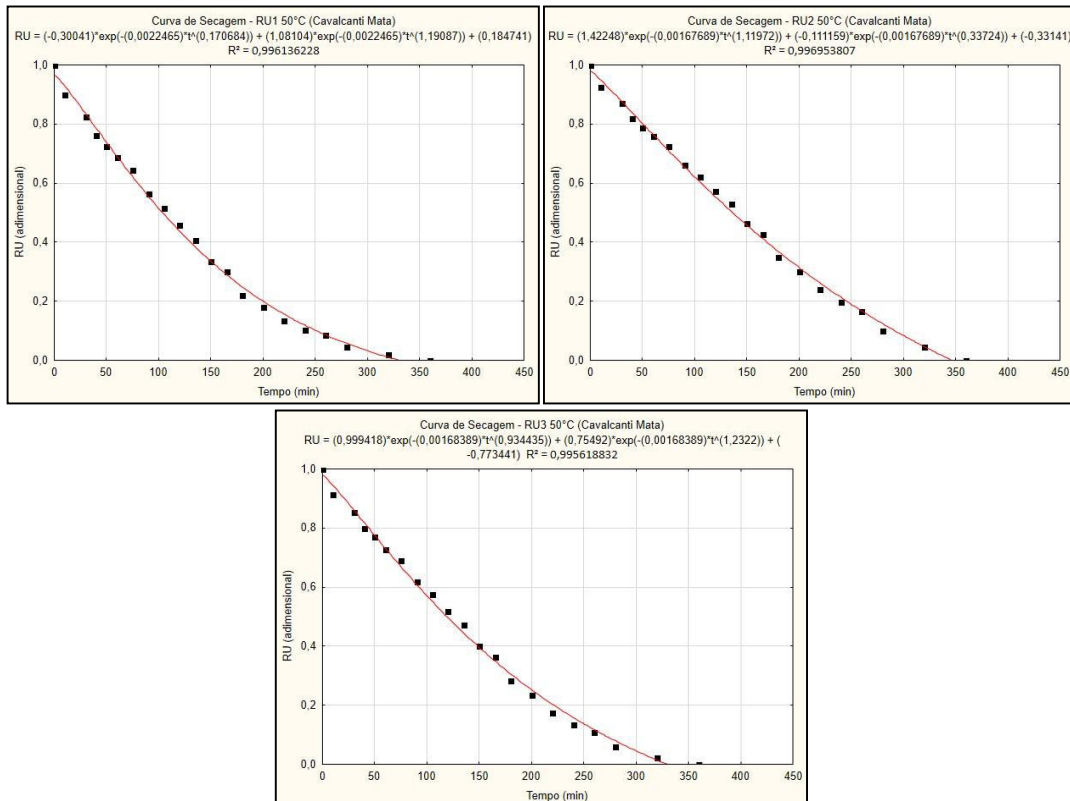 Curva de Secagem - RU1 50°C (Cavalcanti Mata)
RU = (-0,30041)*exp(-(0,0022465)*t^(0,170684)) + (1,08104)*exp(-(0,0022465)*t^(1,19087)) + (0,184741)
R² = 0,996136228
1,0
0,8
0,6
0,4
0,2
0,0
RU (adimensional)
0 50 100 150 200 250 300 350 400 450
Tempo (min)
Curva de Secagem - RU2 50°C (Cavalcanti Mata)
RU = (1,42248)*exp(-(0,00167689)*t^(1,11972)) + (-0,111159)*exp(-(0,00167689)*t^(0,33724)) + (-0,33141)
R² = 0,996953807
1,0
0,8
0,6
0,4
0,2
0,0
RU (adimensional)
0 50 100 150 200 250 300 350 400 450
Tempo (min)
Curva de Secagem - RU3 50°C (Cavalcanti Mata)
RU = (0,999418)*exp(-(0,00168389)*t^(0,934435)) + (0,75492)*exp(-(0,00168389)*t^(1,2322)) + (
-0,773441) R² = 0,995618832
1,0
0,8
0,6
0,4
0,2
0,0
RU (adimensional)
0 50 100 150 200 250 300 350 400 450
Tempo (min)